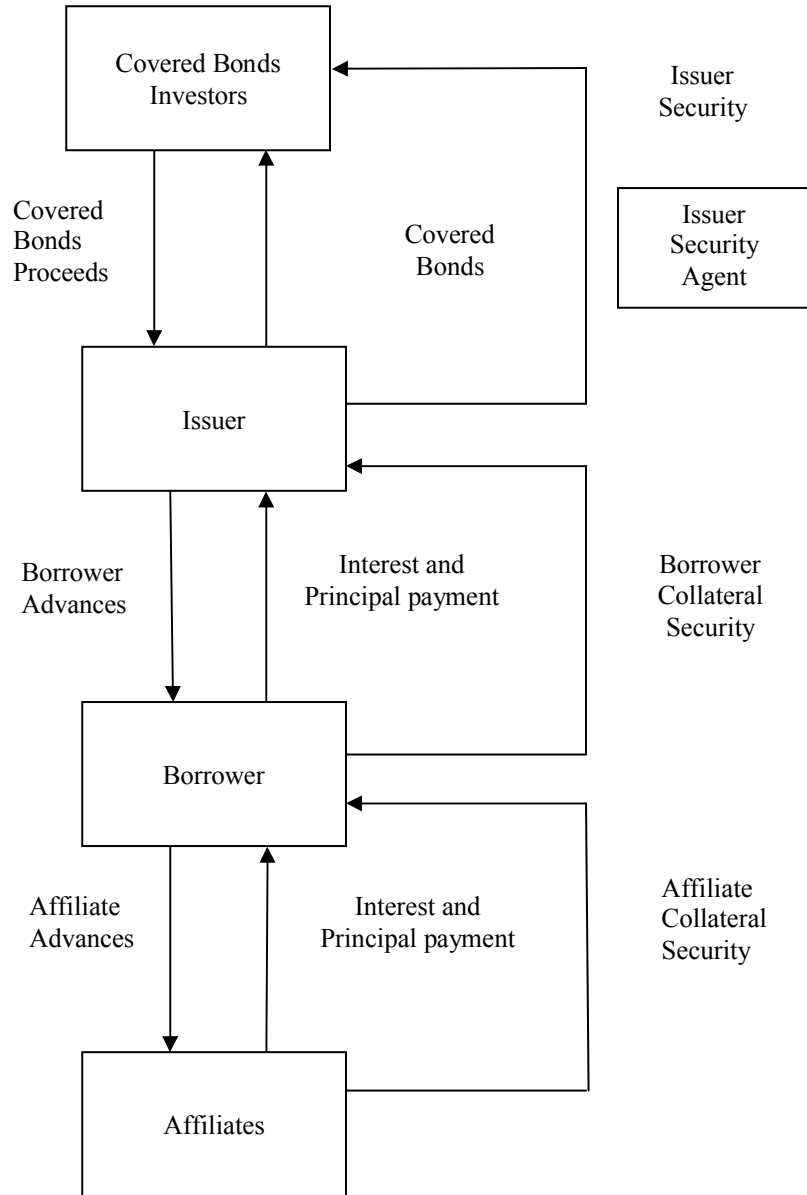 Covered Bonds
Investors
Issuer
Security
Covered
Bonds
Proceeds
Covered
Bonds
Issuer
Security
Agent
Issuer
Borrower
Advances
Interest and
Principal payment
Borrower
Collateral
Security
Borrower
Affiliate
Advances
Interest and
Principal payment
Affiliate
Collateral
Security
Affiliates